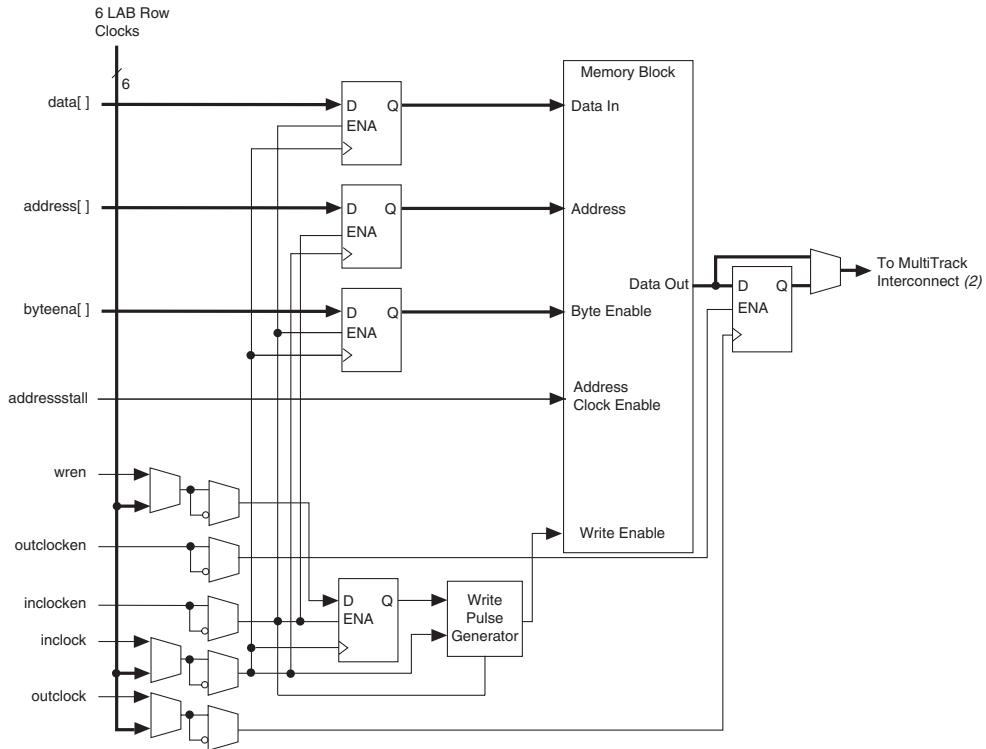 6 LAB Row
Clocks
6
data[ ]
D Q
ENA
Memory Block
Data In
address[ ]
D Q
ENA
Address
byteena[ ]
D Q
ENA
Byte Enable
Data Out
D Q
ENA
To MultiTrack
Interconnect (2)
addressstall
Address
Clock Enable
wren
outclocken
Write Enable
inclocken
D Q
ENA
Write
Pulse
Generator
inclock
outclock